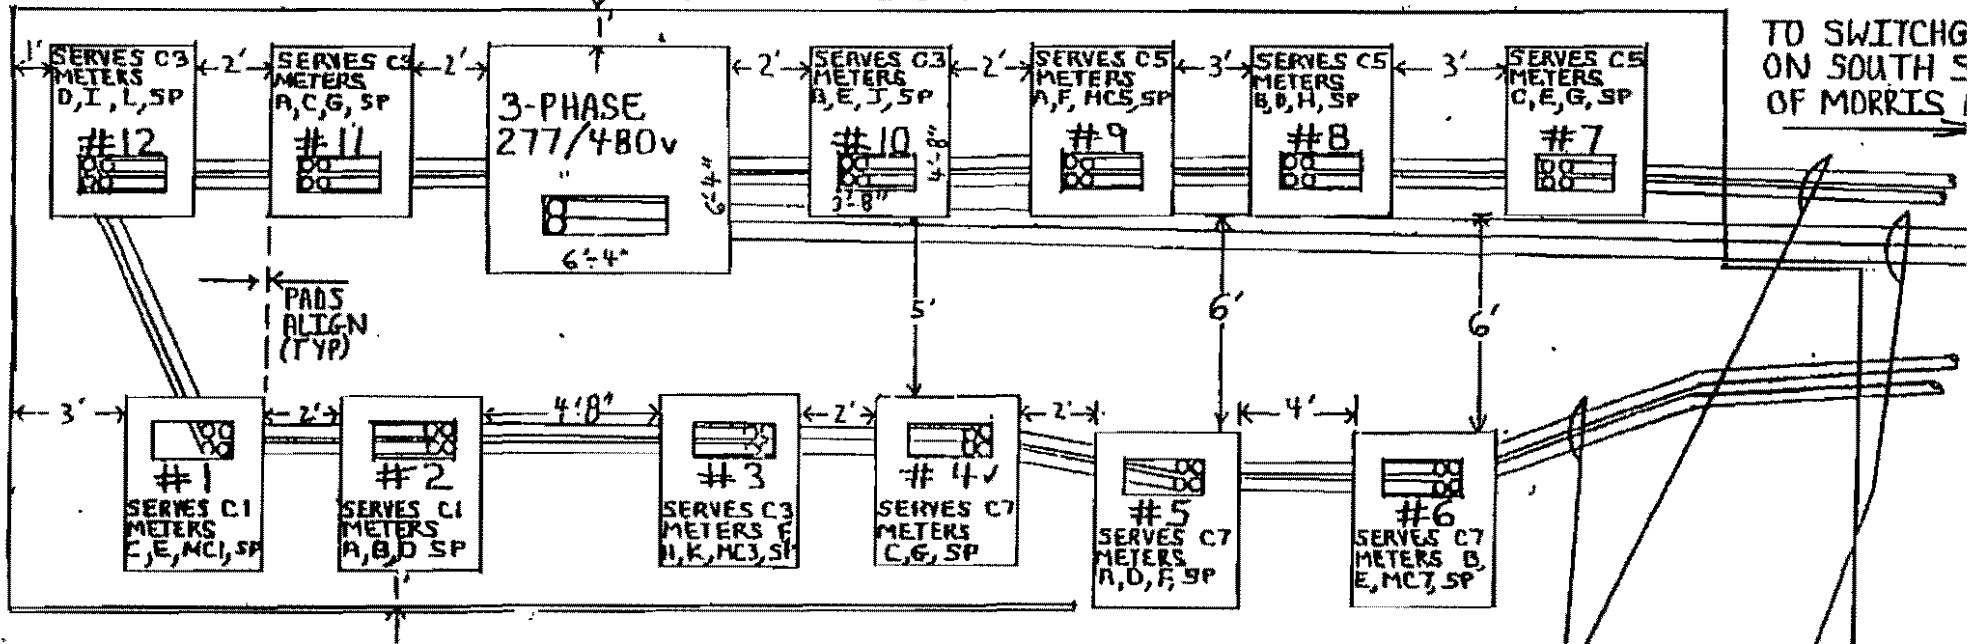 1'
TO SWITCHG
ON SOUTH S
OF MORRIS
1'
SERVES C3
METERS
D,I,L,SP
#12
2'
SERVES C3
METERS
A,C,G,SP
#11
2'
3-PHASE
277/480v
6'-4"
6'-4"
2'
SERVES C3
METERS
B,E,J,SP
#10
4'-8"
3'-8"
2'
SERVES C5
METERS
A,F,MC5,SP
#9
3'
SERVES C5
METERS
B,D,H,SP
#8
3'
SERVES C5
METERS
C,E,G,SP
#7
PADS
ALIGN
(TYP)
5'
6'
6'
3'
#1
SERVES C1
METERS
C,E,MC1,SP
2'
#2
SERVES C1
METERS
A,B,D SP
4'8"
#3
SERVES C3
METERS F,
H,K,MC3,SP
2'
#4
SERVES C7
METERS
C,G,SP
2'
#5
SERVES C7
METERS
A,D,F,SP
4'
#6
SERVES C7
METERS B,
E,MC7,SP
1'